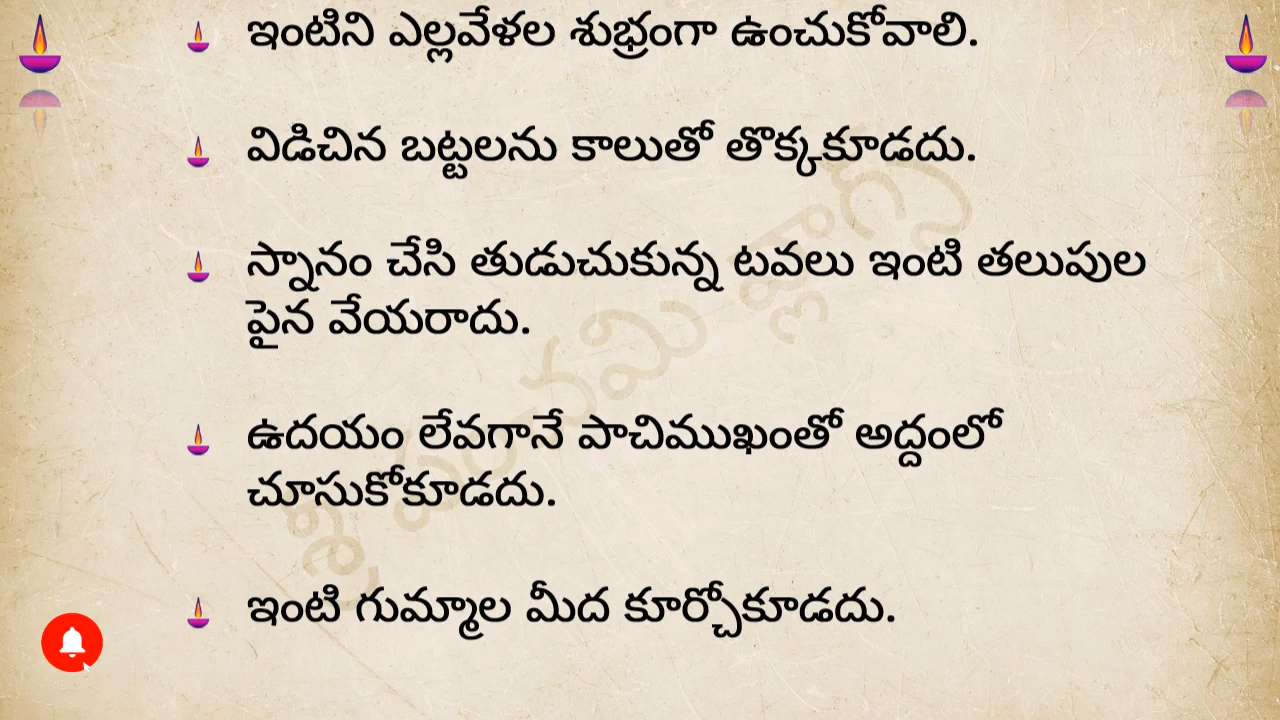 ఇంటిని ఎల్లవేళల శుభ్రంగా ఉంచుకోవాలి.
విడిచిన బట్టలను కాలుతో తొక్కకూడదు.
స్నానం చేసి తుడుచుకున్న టవలు ఇంటి తలుపుల
పైన వేయరాదు.
ఉదయం లేవగానే పాచిముఖంతో అద్దంలో
చూసుకోకూడదు.
ఇంటి గుమ్మాల మీద కూర్చోకూడదు.